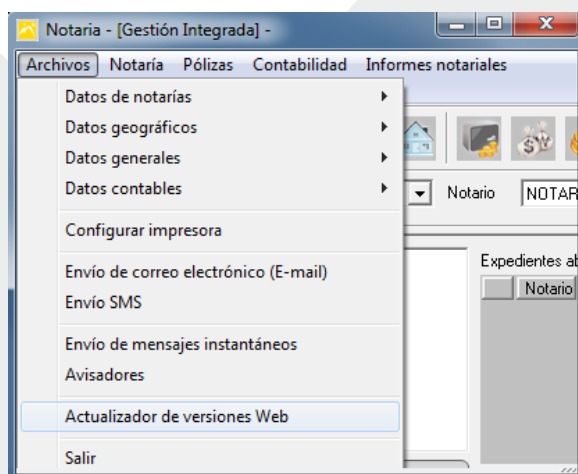 Notaria - [Gestión Integrada] -
Archivos Notaría Pólizas Contabilidad Informes notariales
Datos de notarías
Datos geográficos
Datos generales
Datos contables
Notario NOTAR
Configurar impresora
Expedientes ab
Notario
Envío de correo electrónico (E-mail)
Envío SMS
Envío de mensajes instantáneos
Avisadores
Actualizador de versiones Web
Salir